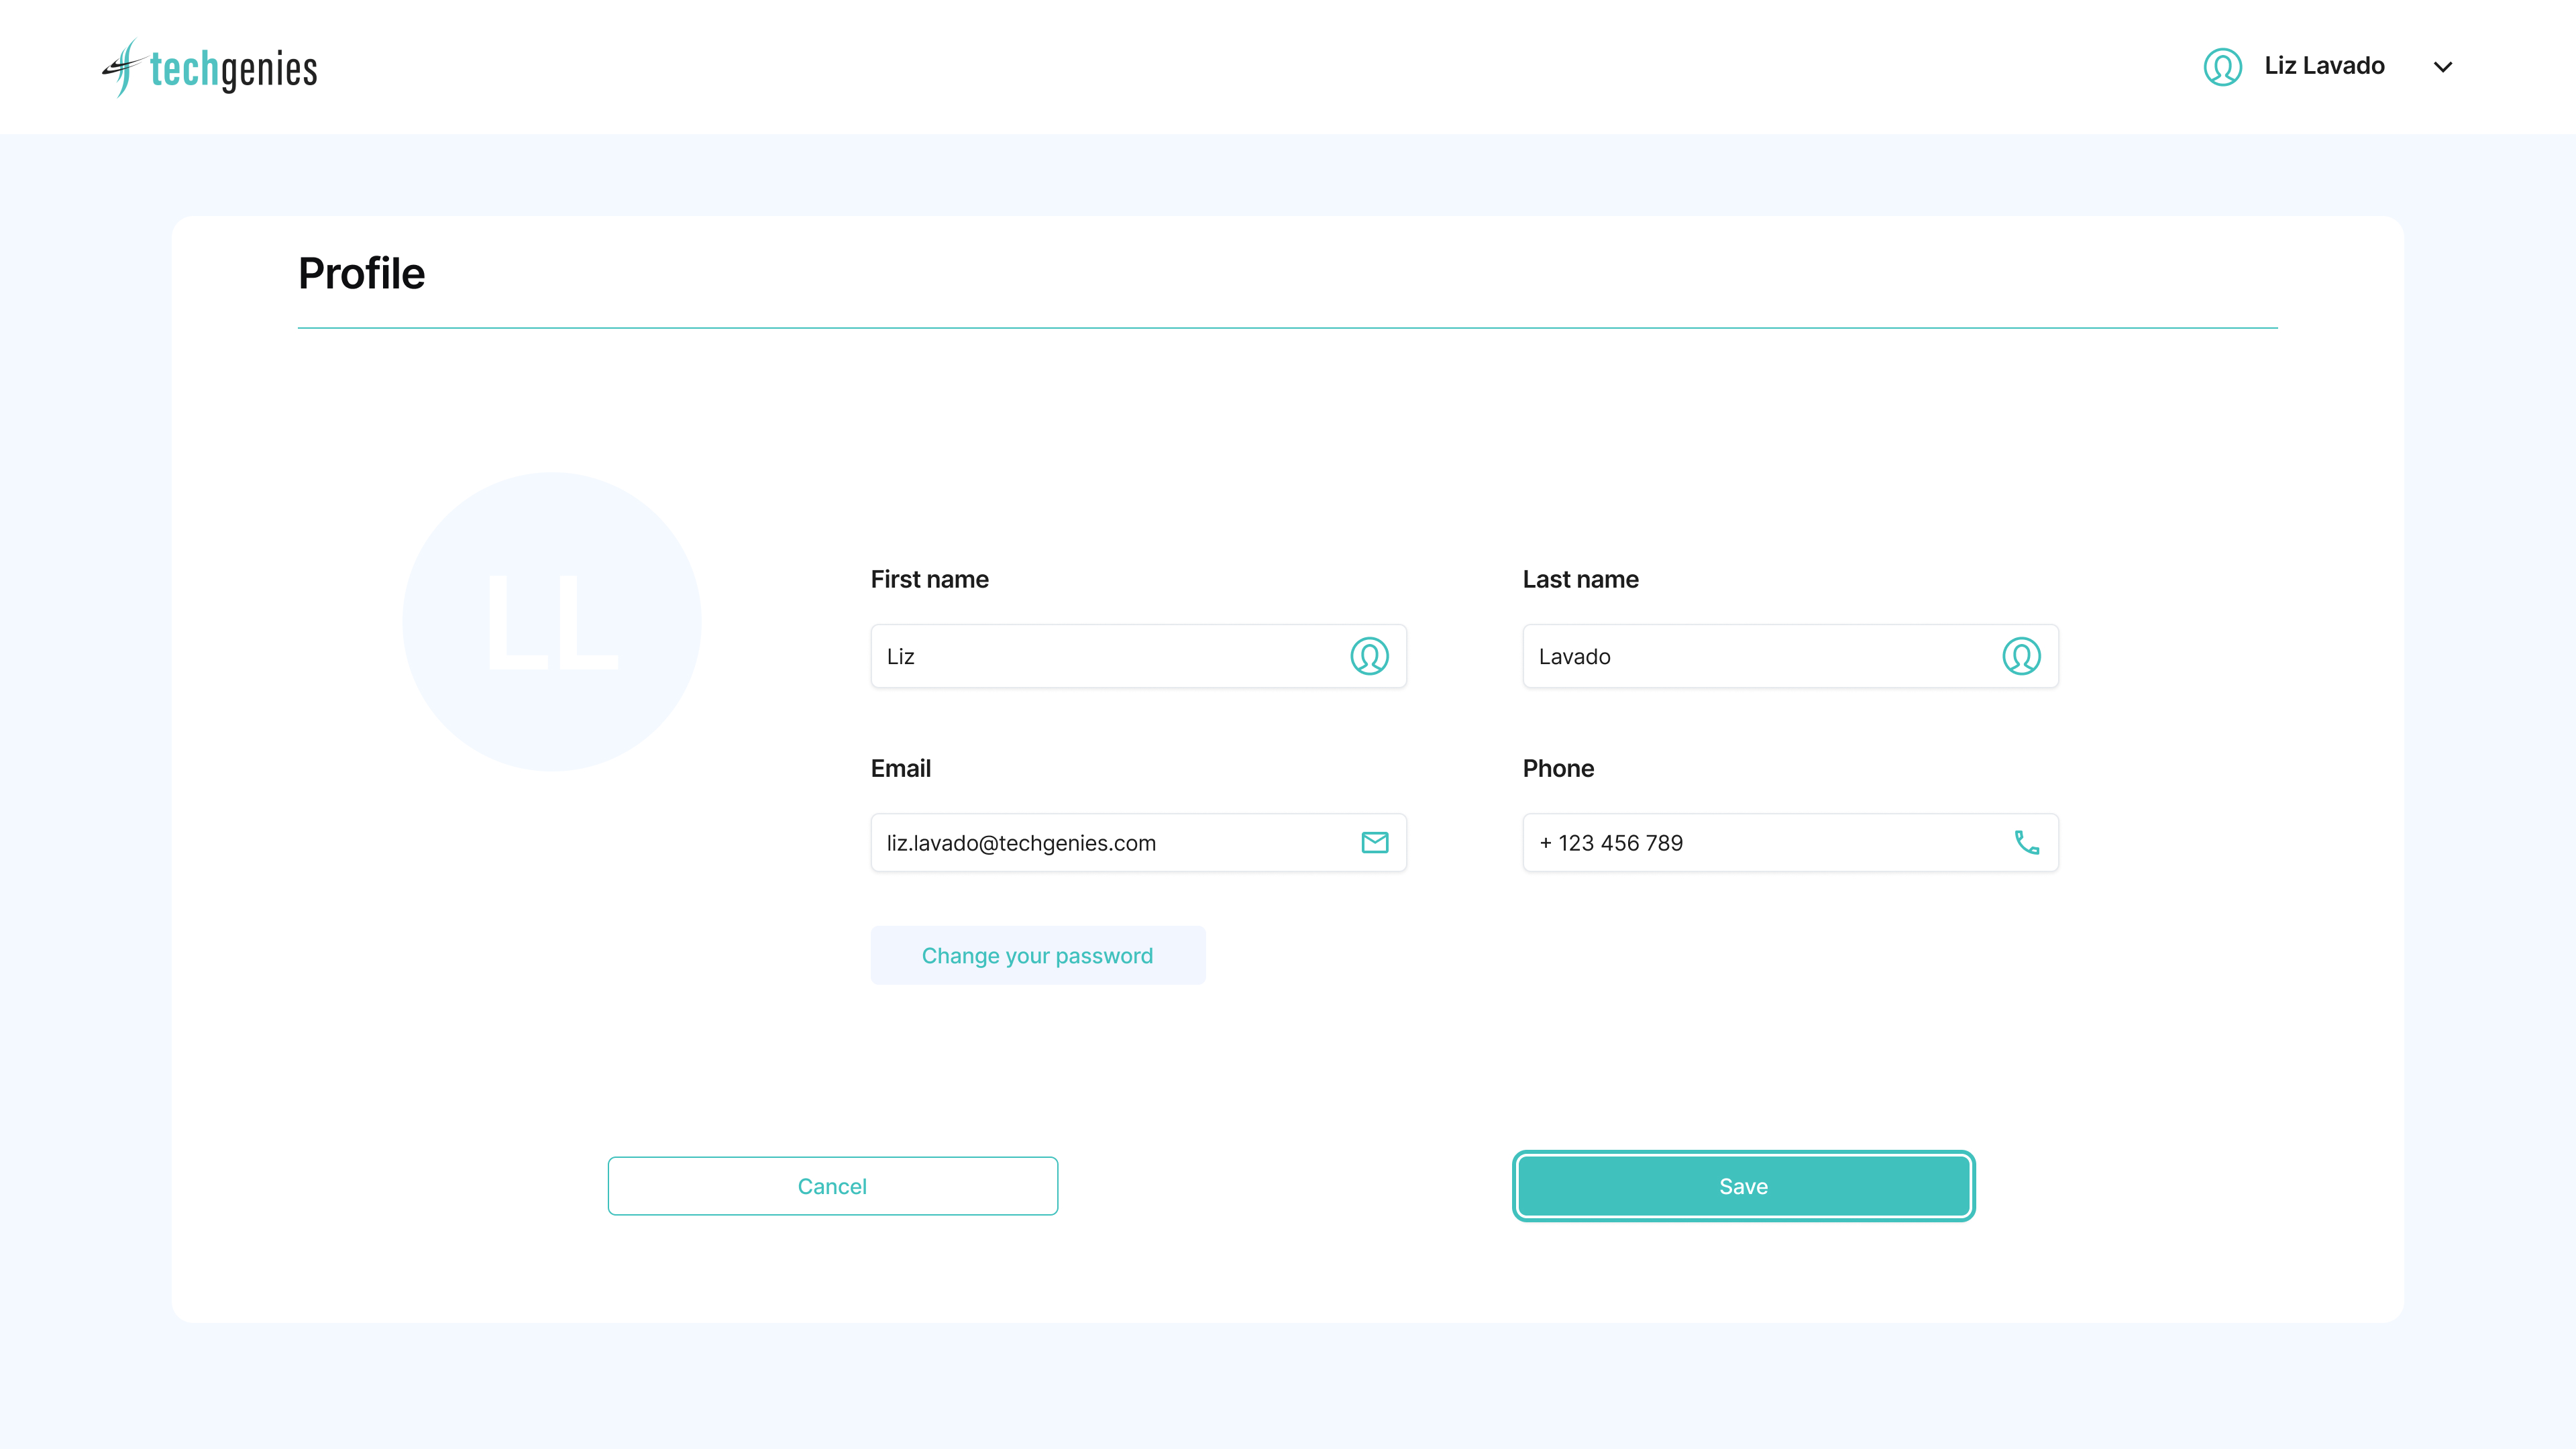 techgenies
Liz Lavado
Profile
LL
First name
Last name
Liz
Lavado
Email
Phone
liz.lavado@techgenies.com
+ 123 456 789
Change your password
Cancel
Save